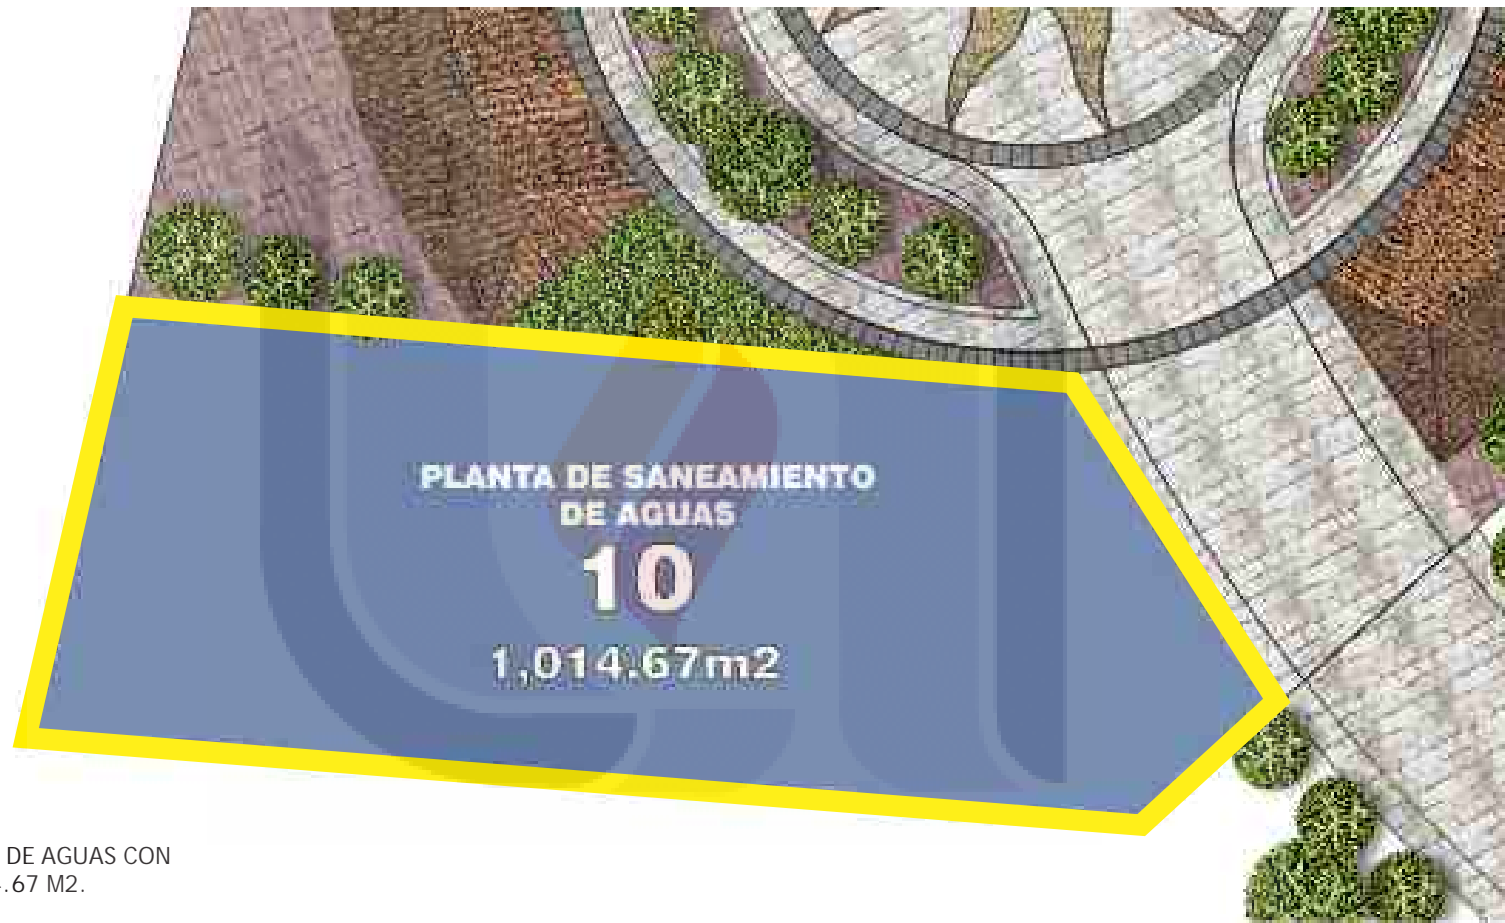 PLANTA DE SANEAMIENTO
DE AGUAS
10
1,014.67m2
DE AGUAS CON
.67 M2.